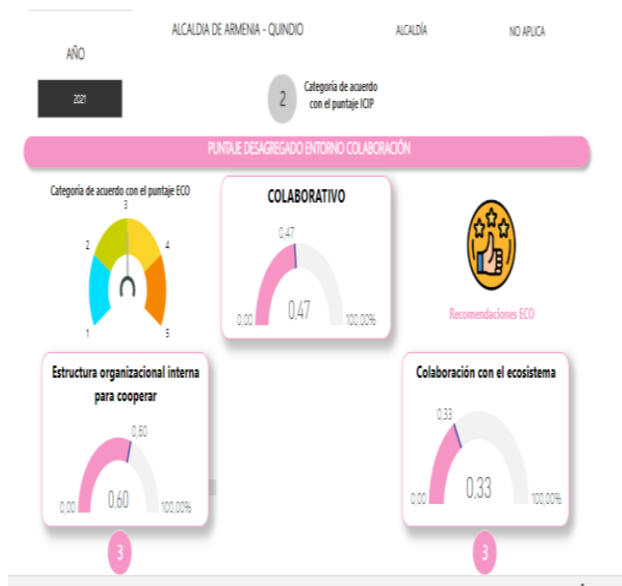 ALCALDIA DE ARMENIA - QUINDIO
ALCALDÍA
NO APLICA
AÑO
2021
2
Categoría de acuerdo
con el puntaje ICIP
PUNTAJE DESAGREGADO ENTORNO COLABORACIÓN
Categoría de acuerdo con el puntaje ECO
3
2
4
1
5
COLABORATIVO
0,47
0,00
0,47
100,00%
Recomendaciones ECO
Estructura organizacional interna
para cooperar
0,60
0,00
0,60
100,00%
3
Colaboración con el ecosistema
0,33
0,00
0,33
100,00%
3